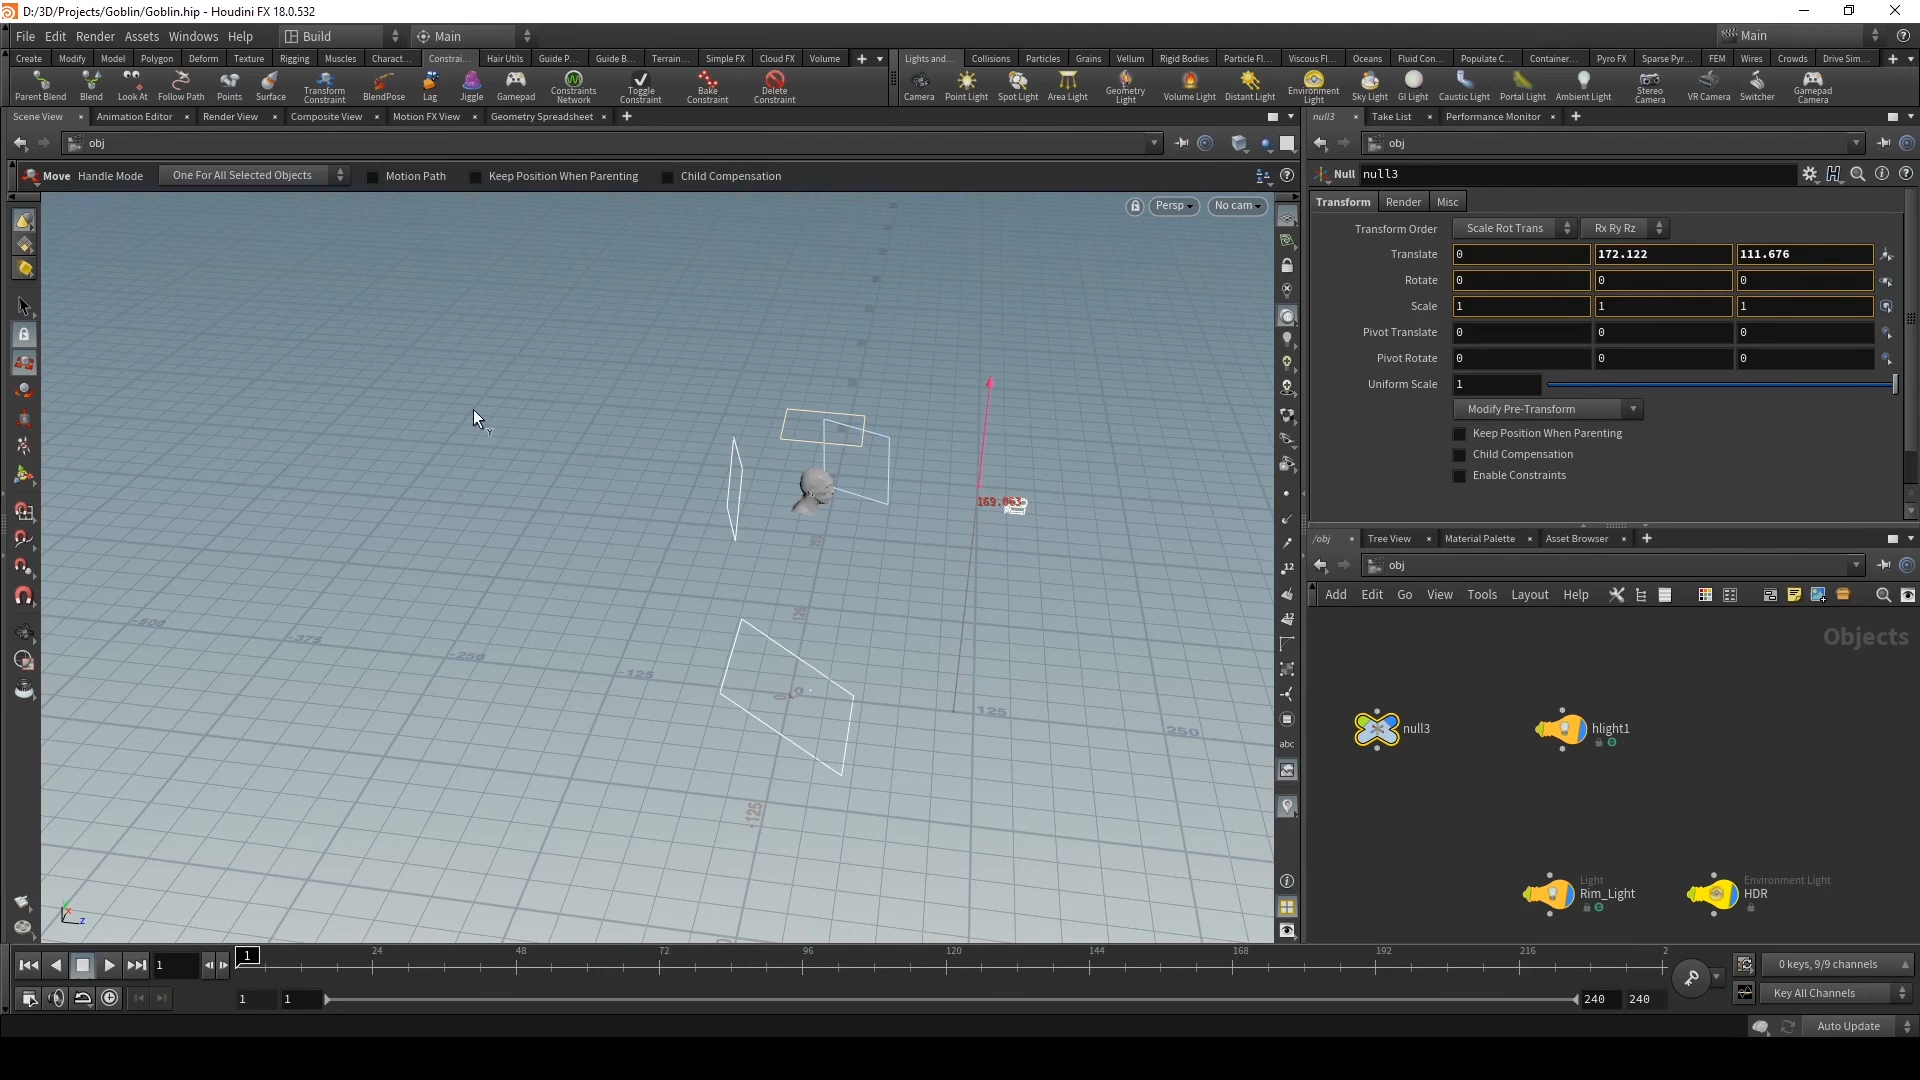 D:/3D/Projects/Goblin/Goblin.hip - Houdini FX 18.0.532
File Edit Render Assets Windows Help Build Main Main
Create Modify Model Polygon Deform Texture Rigging Muscles Charact... Constrai... Hair Utils Guide P... Guide B... Terrain... Simple FX Cloud FX Volume
Lights and... Collisions Particles Grains Vellum Rigid Bodies Particle Fl... Viscous Fl... Oceans Fluid Con... Populate C... Container... Pyro FX Sparse Pyr... FEM Wires Crowds Drive Sim...
Parent Blend Blend Look At Follow Path Points Surface Transform Constraint BlendPose Lag Jiggle Gamepad Constraints Network Toggle Constraint Bake Constraint Delete Constraint
Camera Point Light Spot Light Area Light Geometry Light Volume Light Distant Light Environment Light Sky Light GI Light Caustic Light Portal Light Ambient Light Stereo Camera VR Camera Switcher Gamepad Camera
Scene View Animation Editor Render View Composite View Motion FX View Geometry Spreadsheet
null3 Take List Performance Monitor
obj
obj
Move Handle Mode One For All Selected Objects Motion Path Keep Position When Parenting Child Compensation
Null null3
Persp No cam
Transform Render Misc
Transform Order Scale Rot Trans Rx Ry Rz
Translate 0 172.122 111.676
Rotate 0 0 0
Scale 1 1 1
Pivot Translate 0 0 0
Pivot Rotate 0 0 0
Uniform Scale 1
Modify Pre-Transform
Keep Position When Parenting
Child Compensation
Enable Constraints
169.063
/obj Tree View Material Palette Asset Browser
obj
Add Edit Go View Tools Layout Help
Objects
null3
hlight1
Light
Rim_Light
Environment Light
HDR
-500 -375 -250 -125 0 125 250
125
-125
12
12
abc
Y
z
1 1 24 48 72 96 120 144 168 192 216 2
0 keys, 9/9 channels
1 1 240 240
Key All Channels
Auto Update